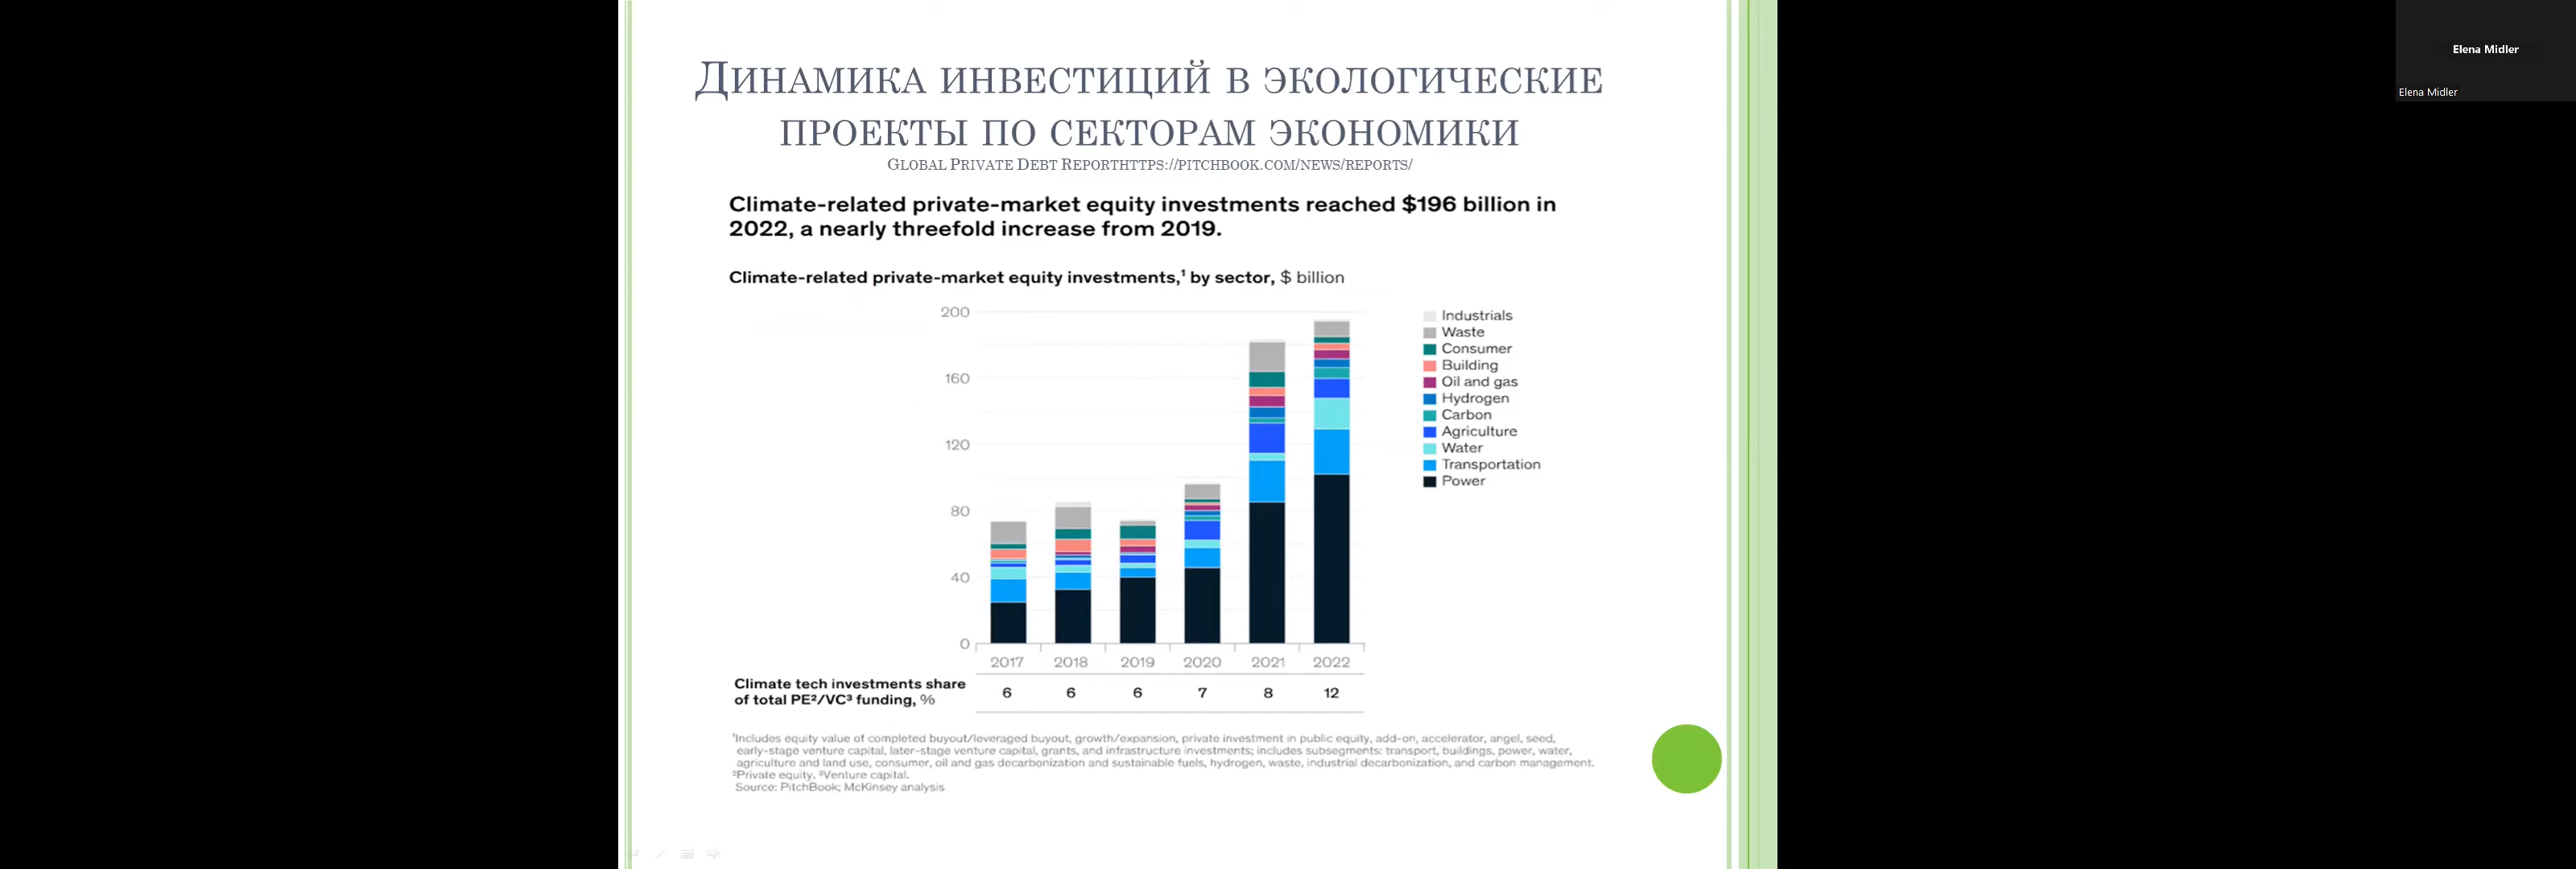 Динамика инвестиций в экологические
проекты по секторам экономики
Global Private Debt Reporthttps://pitchbook.com/news/reports/
Climate-related private-market equity investments reached $196 billion in
2022, a nearly threefold increase from 2019.
Climate-related private-market equity investments,¹ by sector, $ billion
200
160
120
80
40
0
Industrials
Waste
Consumer
Building
Oil and gas
Hydrogen
Carbon
Agriculture
Water
Transportation
Power
2017 2018 2019 2020 2021 2022
Climate tech investments share
of total PE²/VC³ funding, %
6 6 6 7 8 12
¹Includes equity value of completed buyout/leveraged buyout, growth/expansion, private investment in public equity, add-on, accelerator, angel, seed,
early-stage venture capital, later-stage venture capital, grants, and infrastructure investments; includes subsegments: transport, buildings, power, water,
agriculture and land use, consumer, oil and gas decarbonization and sustainable fuels, hydrogen, waste, industrial decarbonization, and carbon management.
²Private equity. ³Venture capital.
Source: PitchBook; McKinsey analysis
Elena Midler
Elena Midler